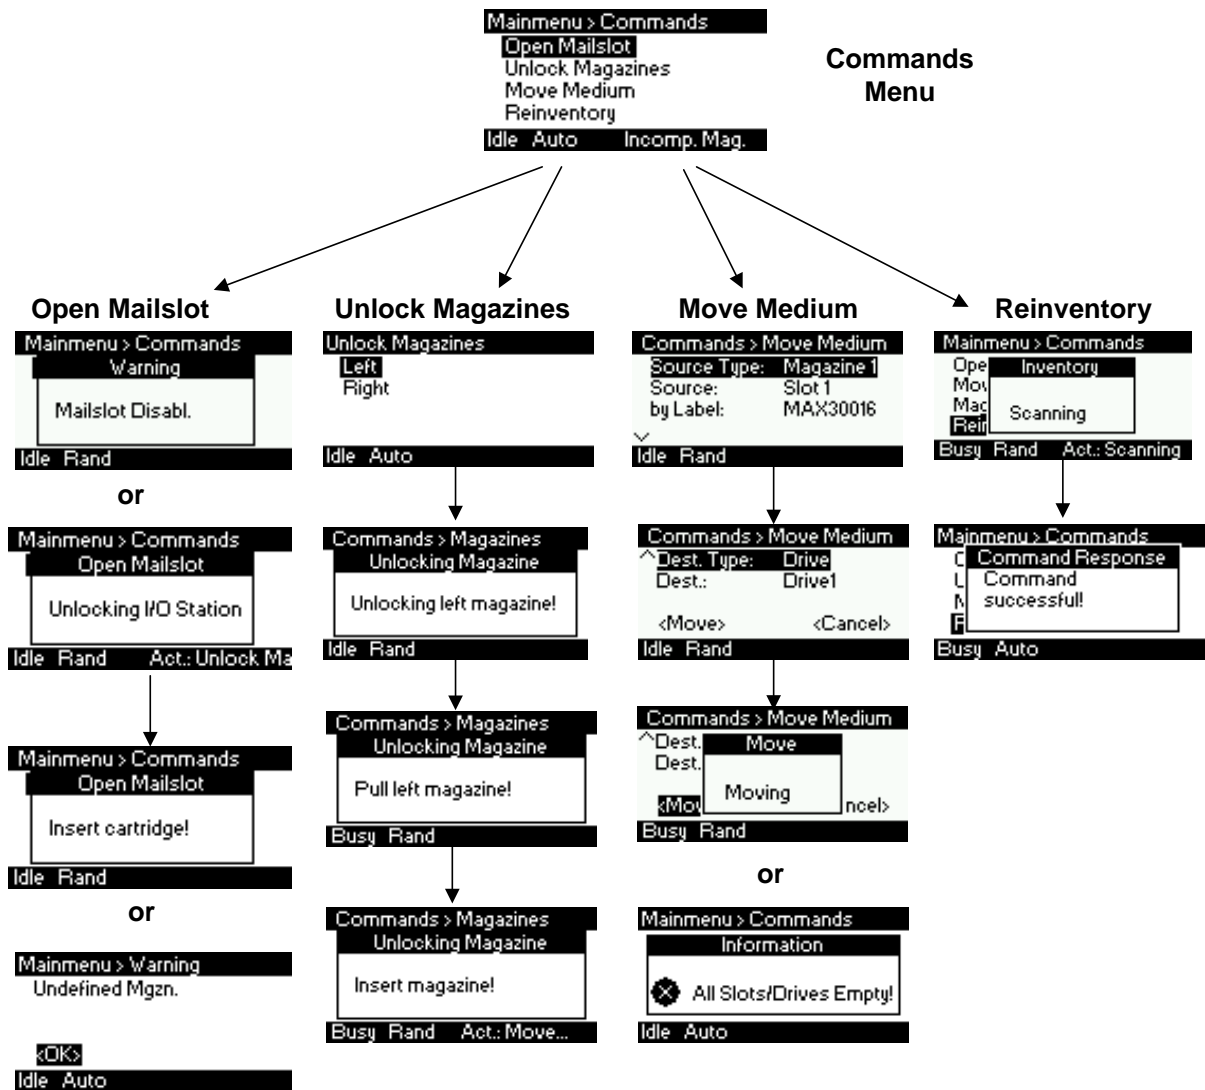 Mainmenu > Commands
Open Mailslot
Unlock Magazines
Move Medium
Reinventory
Idle Auto Incomp. Mag.
Commands
Menu
Open Mailslot
Mainmenu > Commands
Warning
Mailslot Disabl.
Idle Rand
or
Mainmenu > Commands
Open Mailslot
Unlocking I/O Station
Idle Rand Act.: Unlock Ma
Mainmenu > Commands
Open Mailslot
Insert cartridge!
Idle Rand
or
Mainmenu > Warning
Undefined Mgzn.
<OK>
Idle Auto
Unlock Magazines
Unlock Magazines
Left
Right
Idle Auto
Commands > Magazines
Unlocking Magazine
Unlocking left magazine!
Idle Rand
Commands > Magazines
Unlocking Magazine
Pull left magazine!
Busy Rand
Commands > Magazines
Unlocking Magazine
Insert magazine!
Busy Rand Act.: Move...
Move Medium
Commands > Move Medium
Source Type: Magazine 1
Source: Slot 1
by Label: MAX30016
Idle Rand
Commands > Move Medium
Dest. Type: Drive
Dest.: Drive1
<Move> <Cancel>
Idle Rand
Commands > Move Medium
Dest. Move
Dest.
Moving
<Mov ncel>
Busy Rand
or
Mainmenu > Commands
Information
All Slots/Drives Empty!
Idle Auto
Reinventory
Mainmenu > Commands
Ope Inventory
Mov
Mag Scanning
Rein
Busy Rand Act.: Scanning
Mainmenu > Commands
Command Response
Command
successful!
Busy Auto